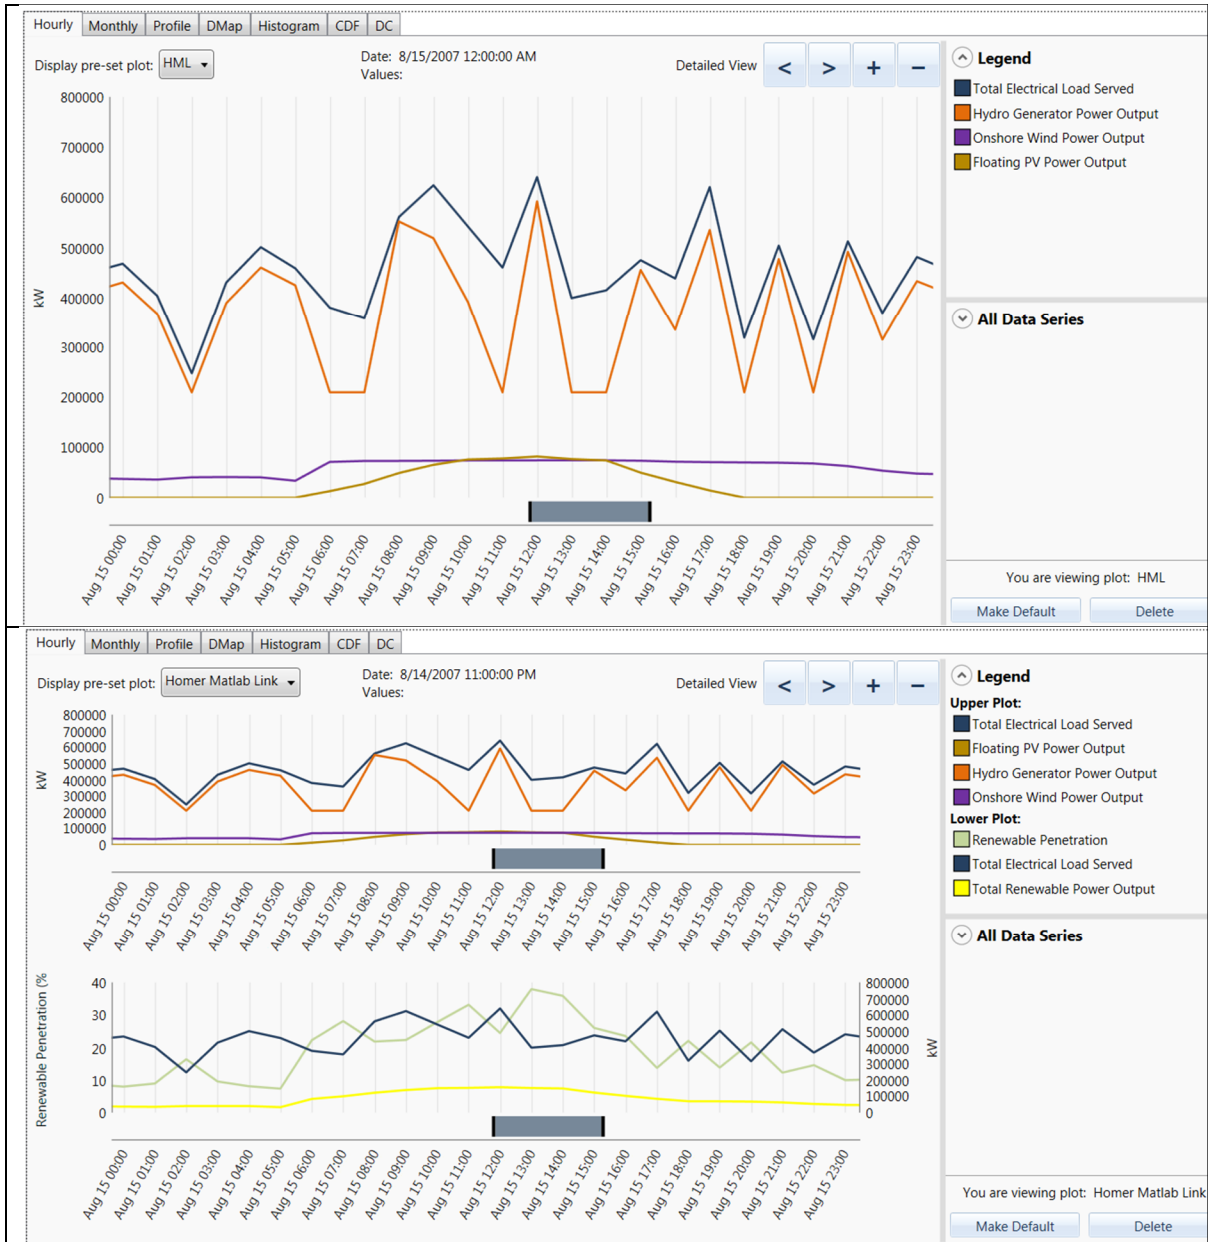 Hourly Monthly Profile DMap Histogram CDF DC
Display pre-set plot: HML
Date: 8/15/2007 12:00:00 AM
Values:
Detailed View < > + −
800000
700000
600000
500000
400000
300000
200000
100000
0
kW
Aug 15 00:00
Aug 15 01:00
Aug 15 02:00
Aug 15 03:00
Aug 15 04:00
Aug 15 05:00
Aug 15 06:00
Aug 15 07:00
Aug 15 08:00
Aug 15 09:00
Aug 15 10:00
Aug 15 11:00
Aug 15 12:00
Aug 15 13:00
Aug 15 14:00
Aug 15 15:00
Aug 15 16:00
Aug 15 17:00
Aug 15 18:00
Aug 15 19:00
Aug 15 20:00
Aug 15 21:00
Aug 15 22:00
Aug 15 23:00
Legend
Total Electrical Load Served
Hydro Generator Power Output
Onshore Wind Power Output
Floating PV Power Output
All Data Series
You are viewing plot: HML
Make Default Delete
Hourly Monthly Profile DMap Histogram CDF DC
Display pre-set plot: Homer Matlab Link
Date: 8/14/2007 11:00:00 PM
Values:
Detailed View < > + −
800000
700000
600000
500000
400000
300000
200000
100000
0
kW
Aug 15 00:00
Aug 15 01:00
Aug 15 02:00
Aug 15 03:00
Aug 15 04:00
Aug 15 05:00
Aug 15 06:00
Aug 15 07:00
Aug 15 08:00
Aug 15 09:00
Aug 15 10:00
Aug 15 11:00
Aug 15 12:00
Aug 15 13:00
Aug 15 14:00
Aug 15 15:00
Aug 15 16:00
Aug 15 17:00
Aug 15 18:00
Aug 15 19:00
Aug 15 20:00
Aug 15 21:00
Aug 15 22:00
Aug 15 23:00
Renewable Penetration (%
40
30
20
10
0
800000
700000
600000
500000
400000
300000
200000
100000
0
kW
Aug 15 00:00
Aug 15 01:00
Aug 15 02:00
Aug 15 03:00
Aug 15 04:00
Aug 15 05:00
Aug 15 06:00
Aug 15 07:00
Aug 15 08:00
Aug 15 09:00
Aug 15 10:00
Aug 15 11:00
Aug 15 12:00
Aug 15 13:00
Aug 15 14:00
Aug 15 15:00
Aug 15 16:00
Aug 15 17:00
Aug 15 18:00
Aug 15 19:00
Aug 15 20:00
Aug 15 21:00
Aug 15 22:00
Aug 15 23:00
Legend
Upper Plot:
Total Electrical Load Served
Floating PV Power Output
Hydro Generator Power Output
Onshore Wind Power Output
Lower Plot:
Renewable Penetration
Total Electrical Load Served
Total Renewable Power Output
All Data Series
You are viewing plot: Homer Matlab Link
Make Default Delete